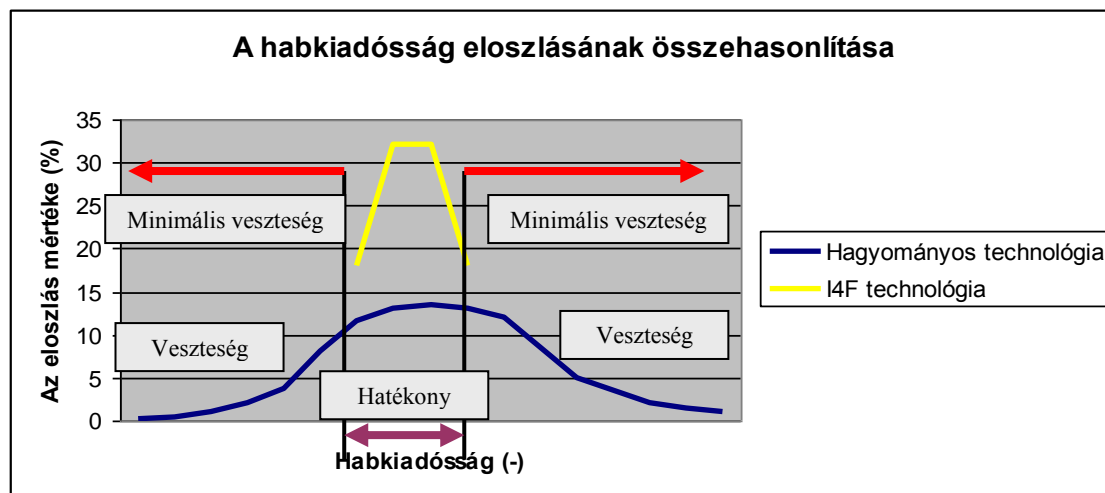 A habkiadósság eloszlásának összehasonlítása
Az eloszlás mértéke (%)
35
30
25
20
15
10
5
0
Minimális veszteség
Minimális veszteség
Veszteség
Veszteség
Hatékony
Habkiadósság (-)
Hagyományos technológia
I4F technológia